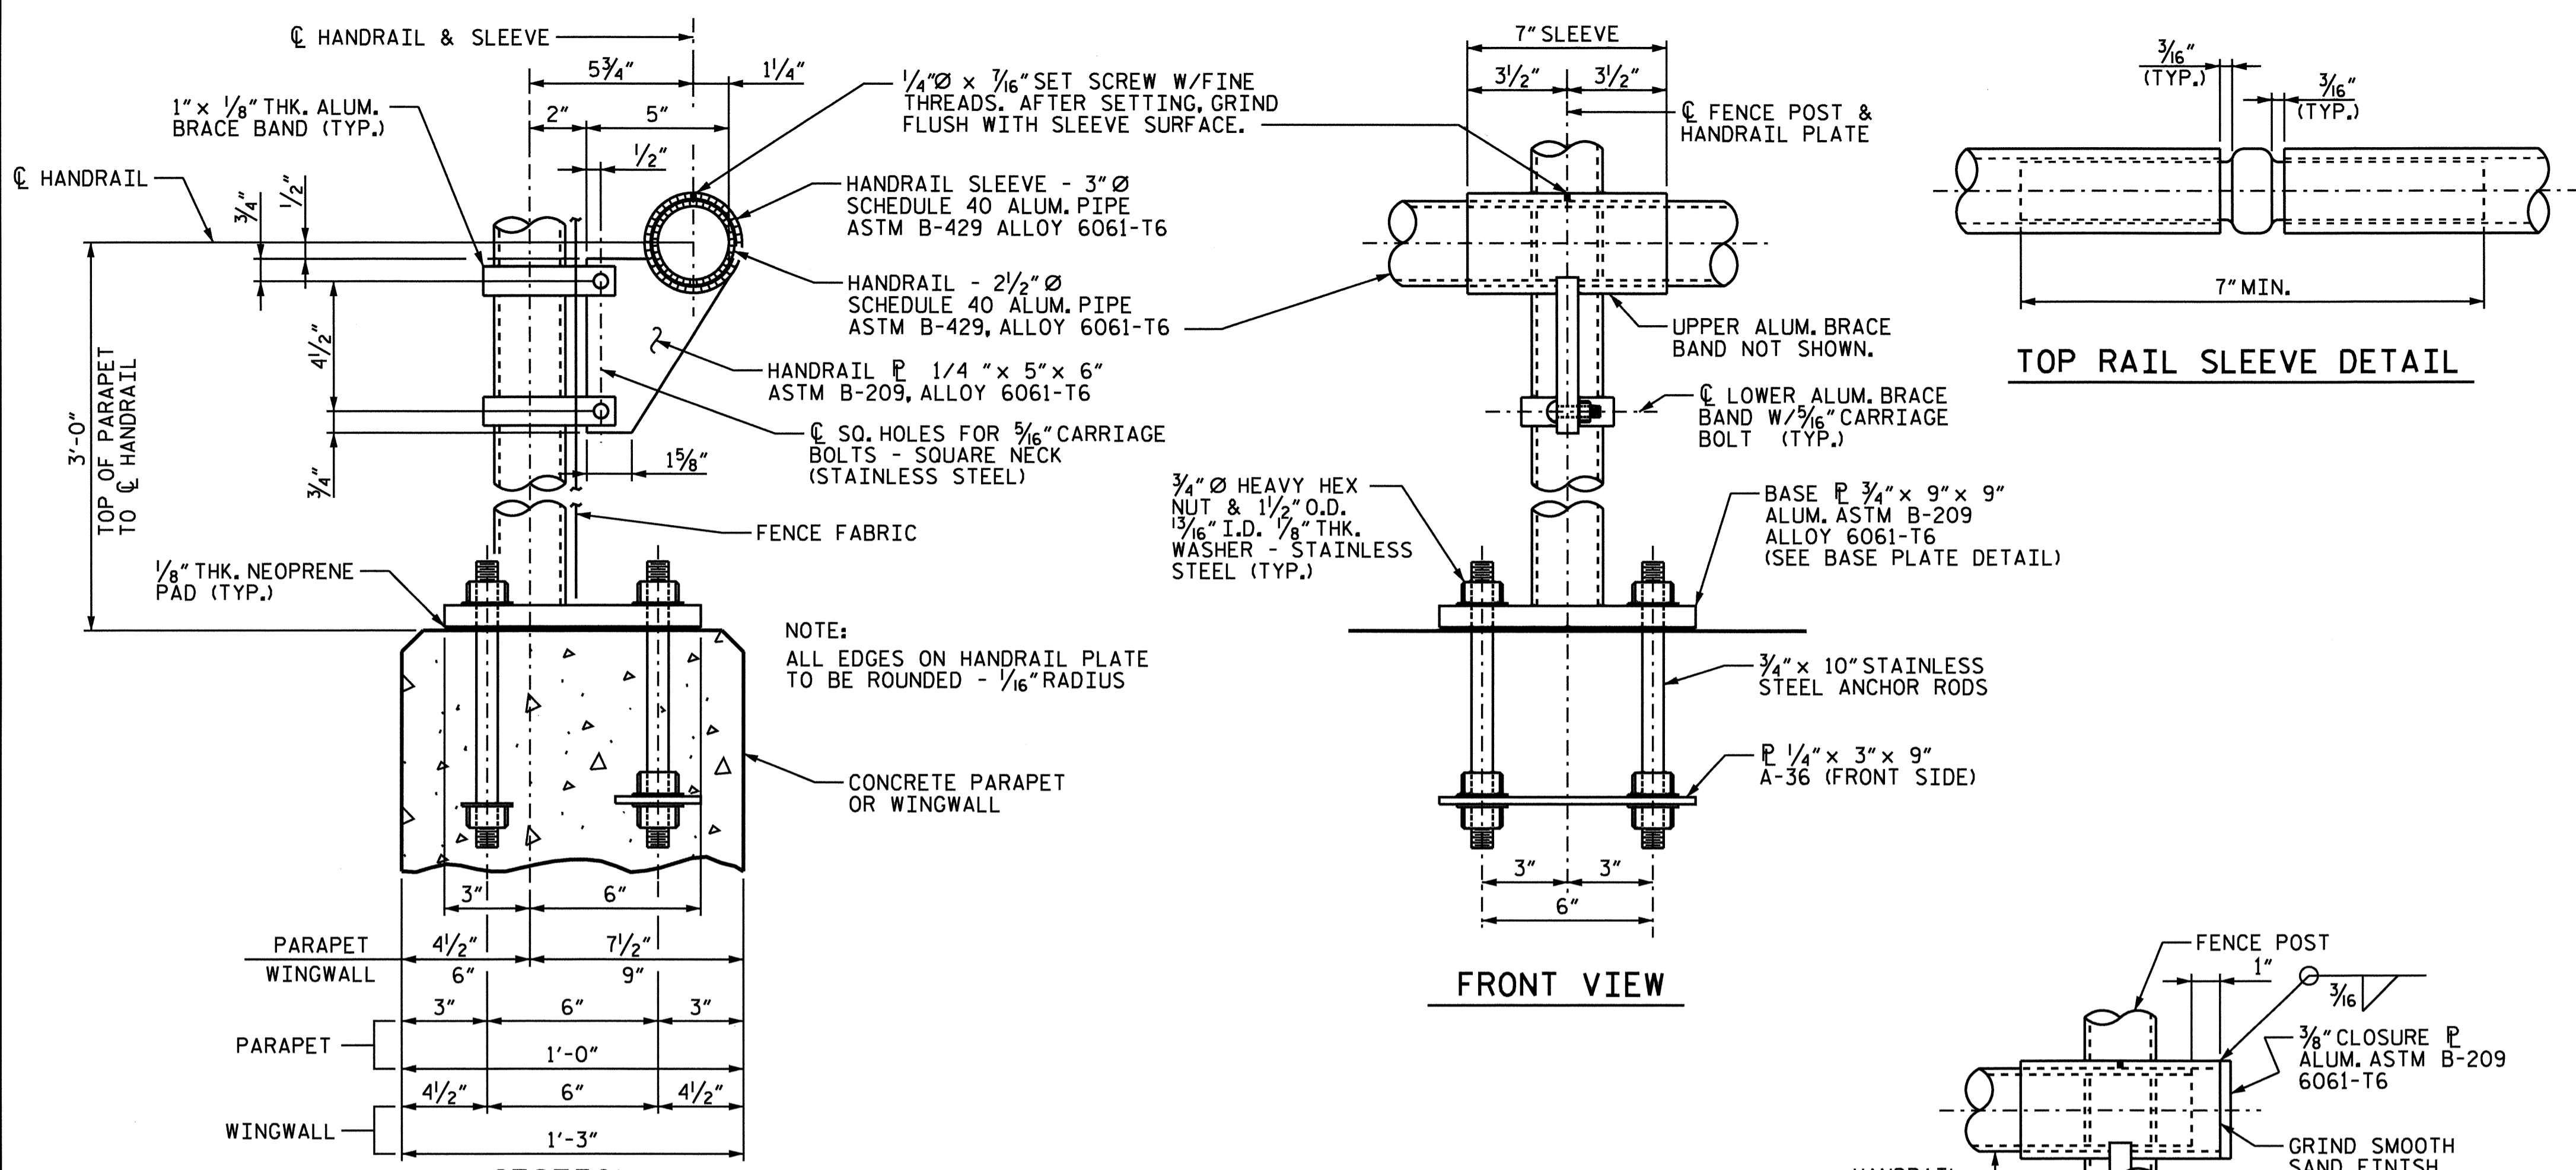 ℄ HANDRAIL & SLEEVE
5¾"
1¼"
1" x ⅛" THK. ALUM.
BRACE BAND (TYP.)
2"
5"
½"
℄ HANDRAIL
¾"
½"
4½"
¾"
3'-0"
TOP OF PARAPET
TO ℄ HANDRAIL
1⅝"
¼"Ø x 7/16" SET SCREW W/FINE
THREADS. AFTER SETTING, GRIND
FLUSH WITH SLEEVE SURFACE.
HANDRAIL SLEEVE - 3" Ø
SCHEDULE 40 ALUM. PIPE
ASTM B-429 ALLOY 6061-T6
HANDRAIL - 2½" Ø
SCHEDULE 40 ALUM. PIPE
ASTM B-429, ALLOY 6061-T6
HANDRAIL ⅊ 1/4 " x 5" x 6"
ASTM B-209, ALLOY 6061-T6
℄ SQ. HOLES FOR 5/16" CARRIAGE
BOLTS - SQUARE NECK
(STAINLESS STEEL)
FENCE FABRIC
⅛" THK. NEOPRENE
PAD (TYP.)
NOTE:
ALL EDGES ON HANDRAIL PLATE
TO BE ROUNDED - 1/16" RADIUS
CONCRETE PARAPET
OR WINGWALL
3"
6"
PARAPET
4½"
7½"
WINGWALL
6"
9"
3"
6"
3"
PARAPET
1'-0"
4½"
6"
4½"
WINGWALL
1'-3"
7" SLEEVE
3½"
3½"
℄ FENCE POST &
HANDRAIL PLATE
UPPER ALUM. BRACE
BAND NOT SHOWN.
℄ LOWER ALUM. BRACE
BAND W/5/16" CARRIAGE
BOLT (TYP.)
¾" Ø HEAVY HEX
NUT & 1½" O.D.
13/16" I.D. ⅛" THK.
WASHER - STAINLESS
STEEL (TYP.)
BASE ⅊ ¾" x 9" x 9"
ALUM. ASTM B-209
ALLOY 6061-T6
(SEE BASE PLATE DETAIL)
¾" x 10" STAINLESS
STEEL ANCHOR RODS
⅊ ¼" x 3" x 9"
A-36 (FRONT SIDE)
3"
3"
6"
FRONT VIEW
3/16"
(TYP.)
3/16"
(TYP.)
7" MIN.
TOP RAIL SLEEVE DETAIL
FENCE POST
1"
3/16
⅜" CLOSURE ⅊
ALUM. ASTM B-209
6061-T6
GRIND SMOOTH
SAND FINISH
HANDRAIL